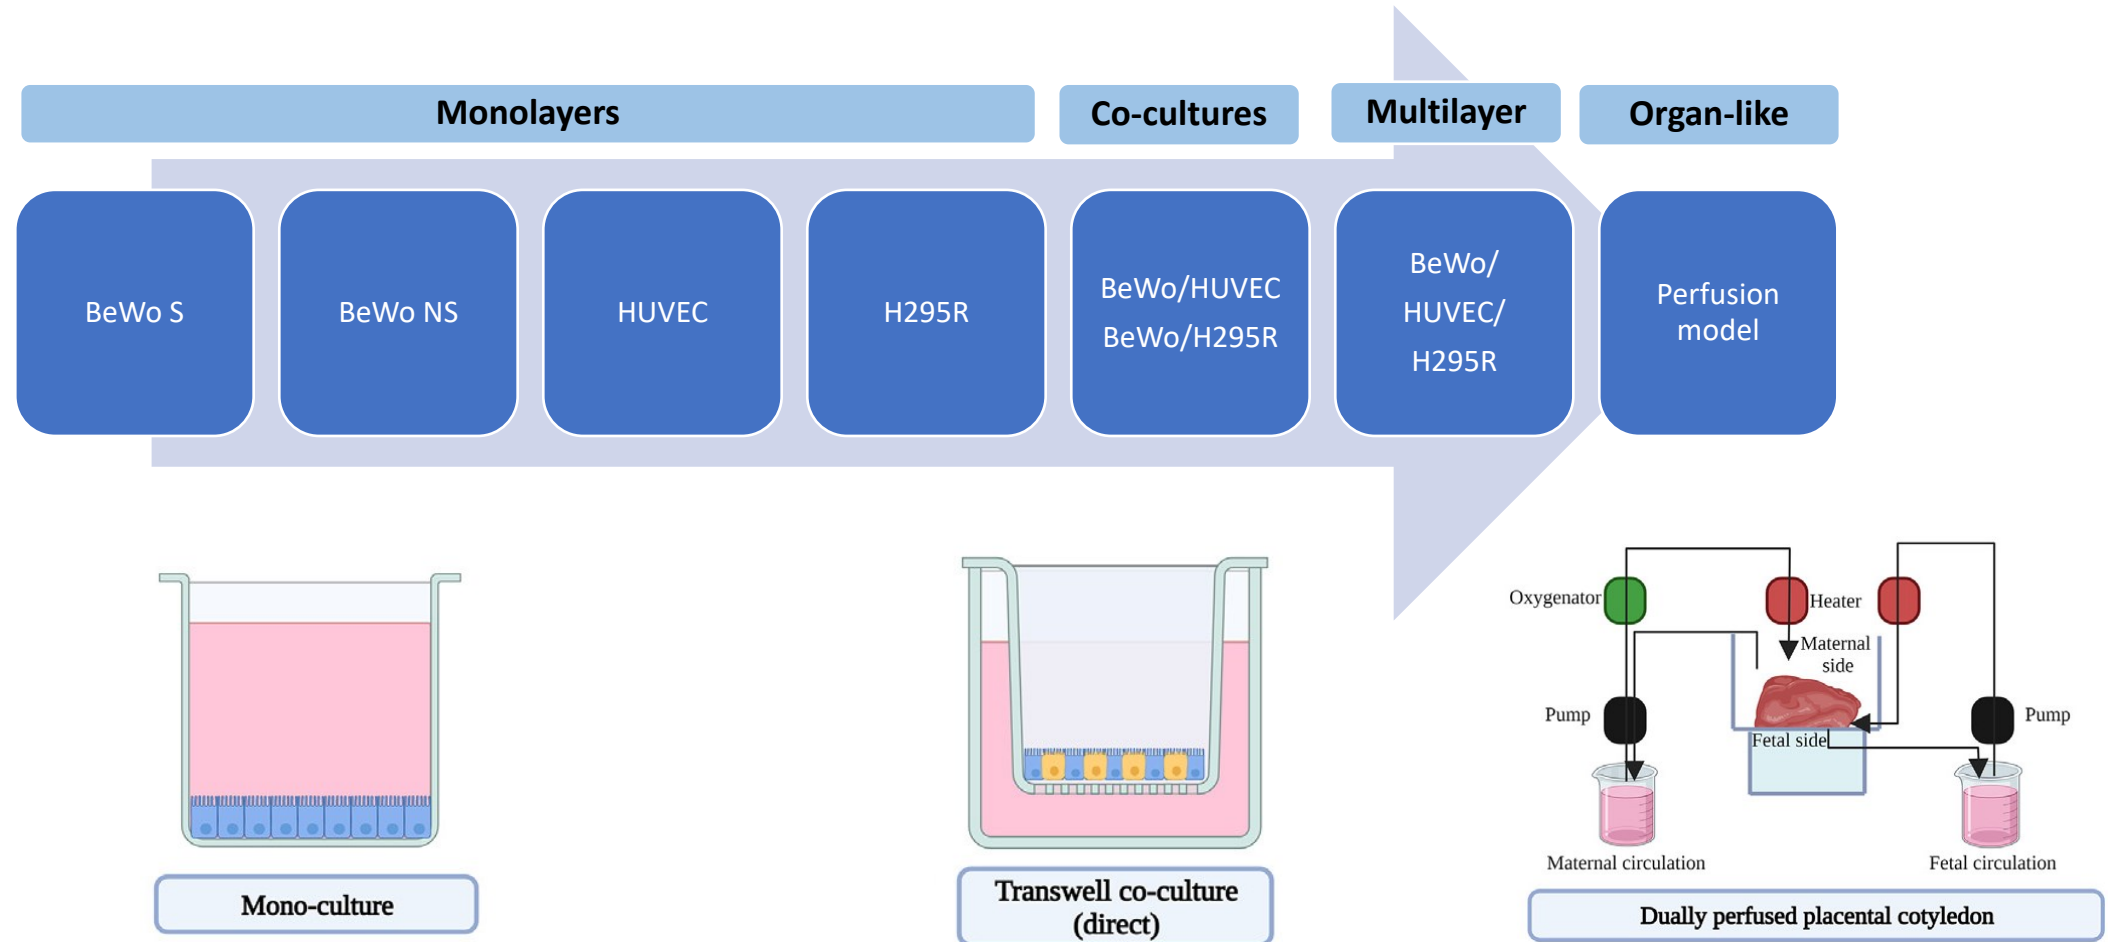 Monolayers
Co-cultures
Multilayer
Organ-like
BeWo S
BeWo NS
HUVEC
H295R
BeWo/HUVEC
BeWo/H295R
BeWo/
HUVEC/
H295R
Perfusion
model
Mono-culture
Transwell co-culture
(direct)
Oxygenator
Heater
Maternal
side
Pump
Fetal side
Pump
Maternal circulation
Fetal circulation
Dually perfused placental cotyledon